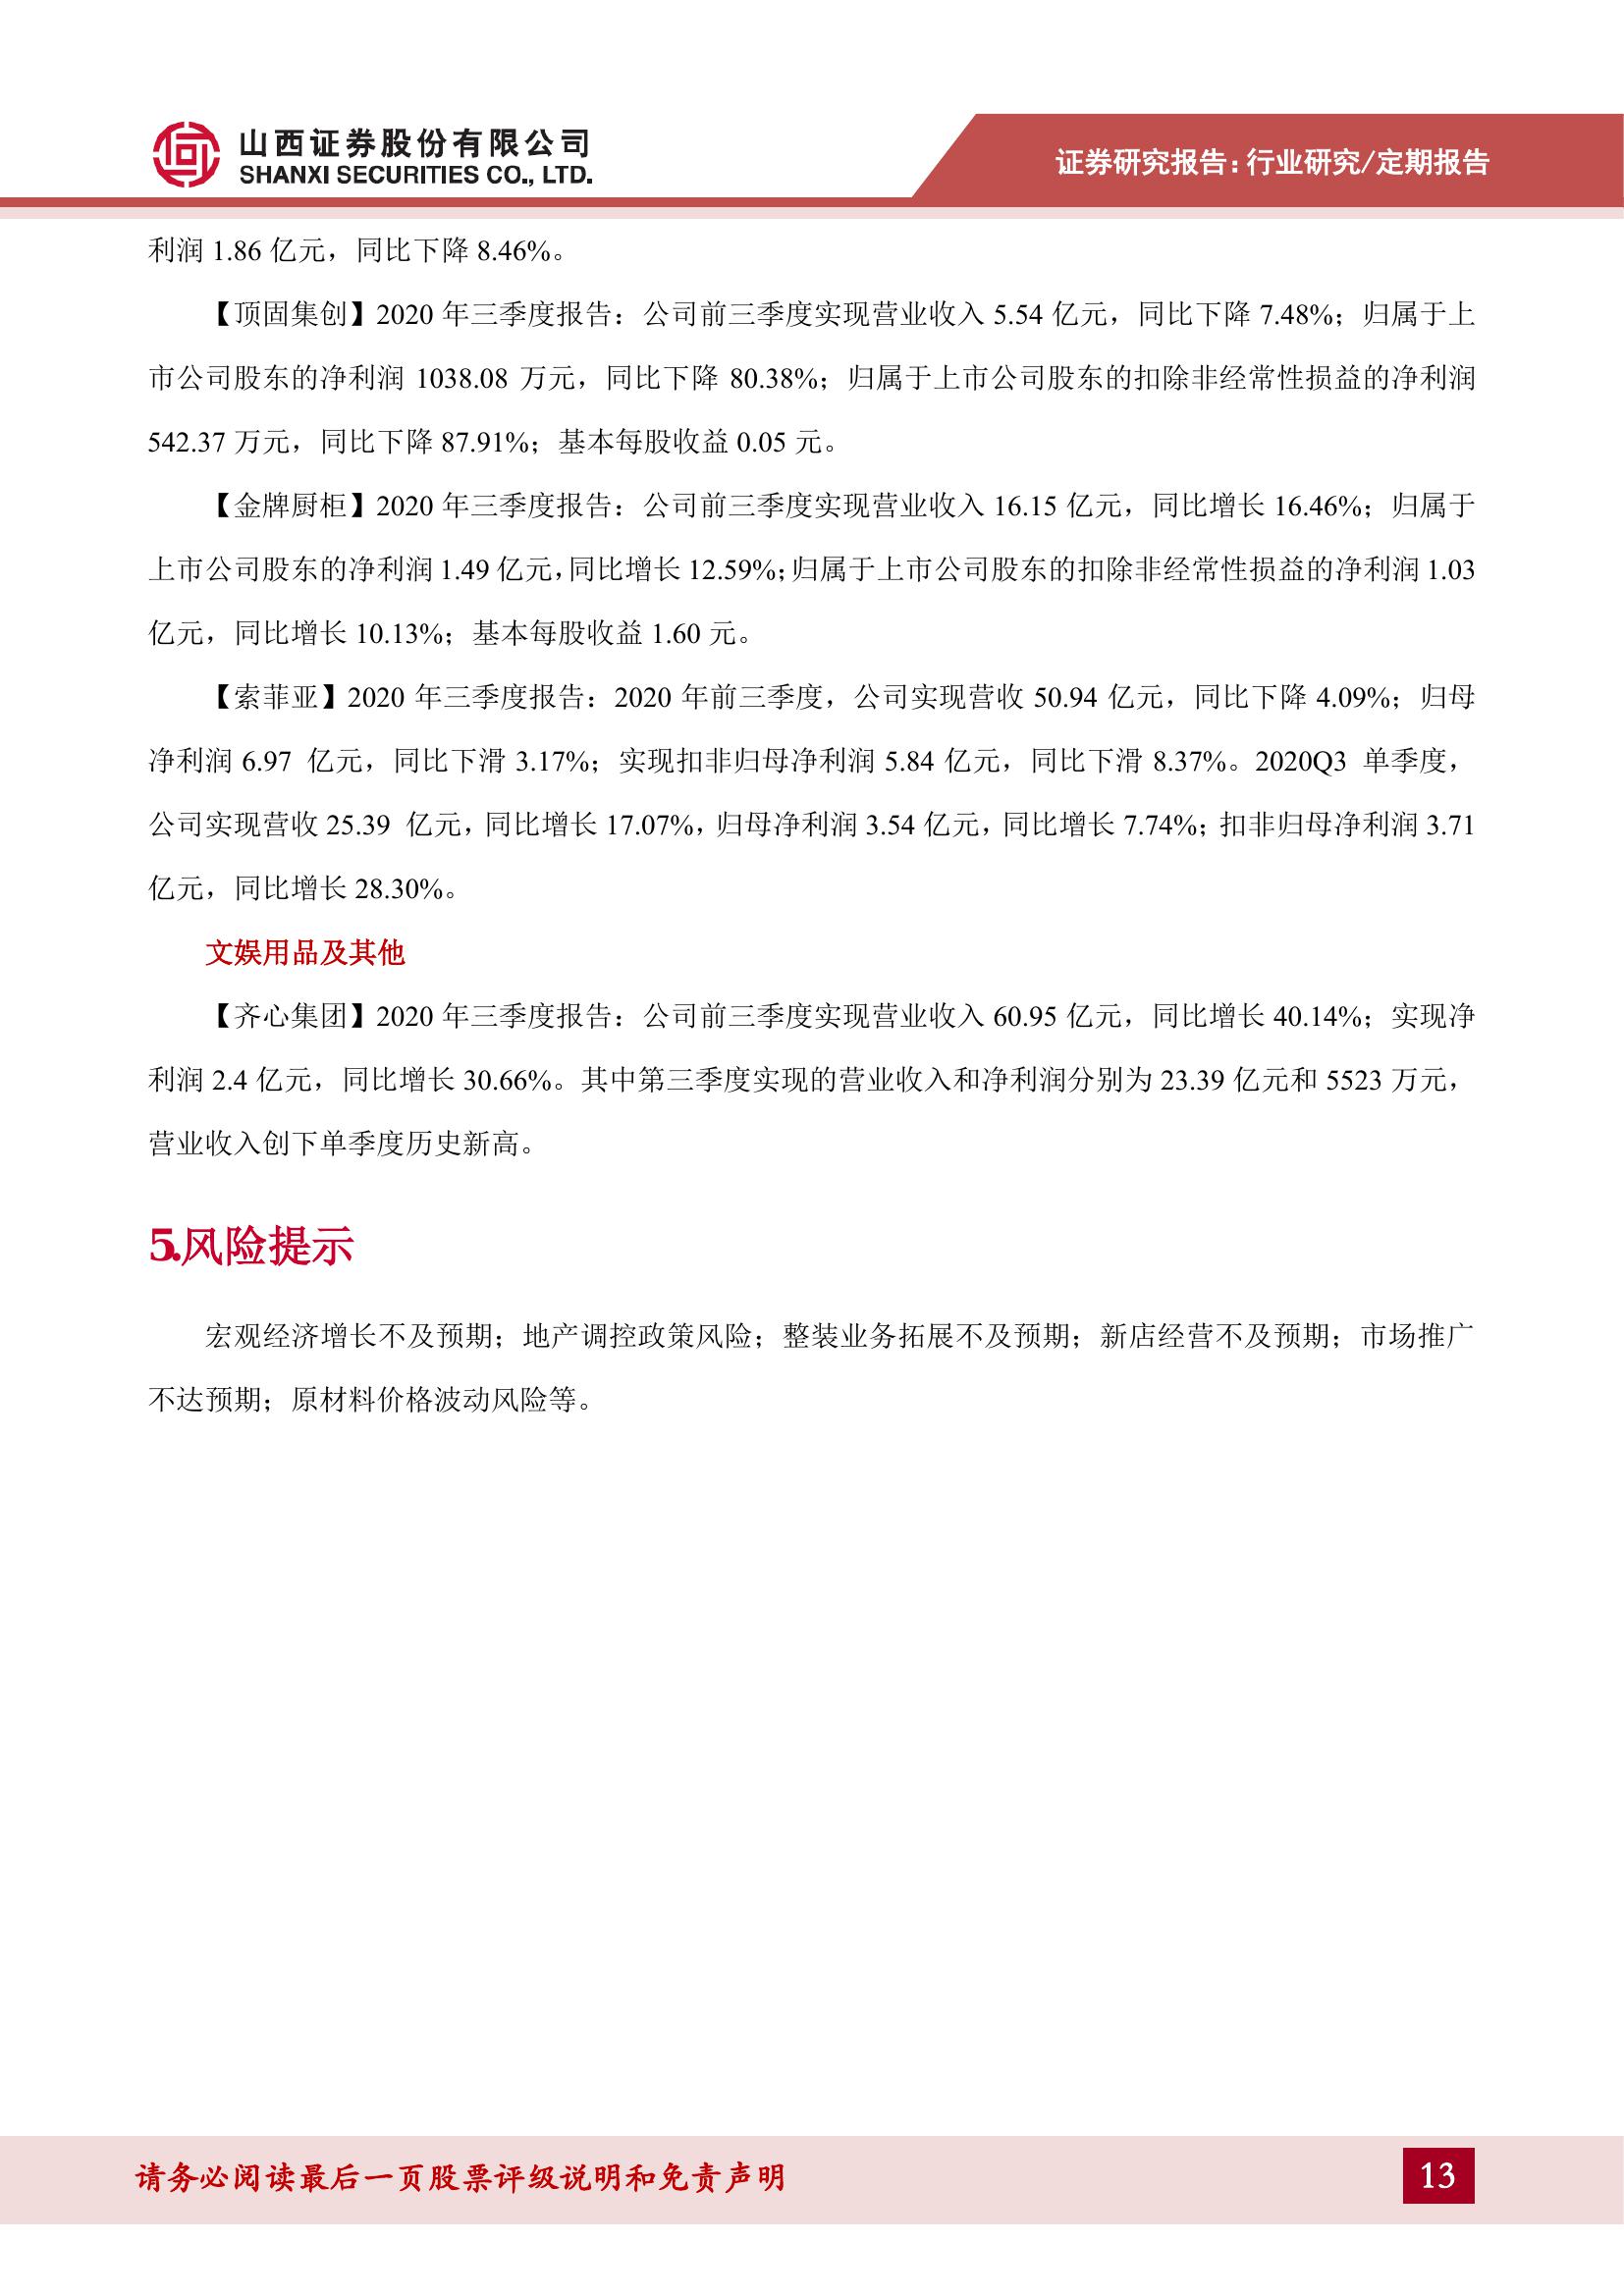 山西证券股份有限公司
SHANXI SECURITIES CO., LTD.
证券研究报告：行业研究/定期报告
利润 1.86 亿元，同比下降 8.46%。
【顶固集创】2020 年三季度报告：公司前三季度实现营业收入 5.54 亿元，同比下降 7.48%；归属于上
市公司股东的净利润 1038.08 万元，同比下降 80.38%；归属于上市公司股东的扣除非经常性损益的净利润
542.37 万元，同比下降 87.91%；基本每股收益 0.05 元。
【金牌厨柜】2020 年三季度报告：公司前三季度实现营业收入 16.15 亿元，同比增长 16.46%；归属于
上市公司股东的净利润 1.49 亿元，同比增长 12.59%；归属于上市公司股东的扣除非经常性损益的净利润 1.03
亿元，同比增长 10.13%；基本每股收益 1.60 元。
【索菲亚】2020 年三季度报告：2020 年前三季度，公司实现营收 50.94 亿元，同比下降 4.09%；归母
净利润 6.97 亿元，同比下滑 3.17%；实现扣非归母净利润 5.84 亿元，同比下滑 8.37%。2020Q3 单季度，
公司实现营收 25.39 亿元，同比增长 17.07%，归母净利润 3.54 亿元，同比增长 7.74%；扣非归母净利润 3.71
亿元，同比增长 28.30%。
文娱用品及其他
【齐心集团】2020 年三季度报告：公司前三季度实现营业收入 60.95 亿元，同比增长 40.14%；实现净
利润 2.4 亿元，同比增长 30.66%。其中第三季度实现的营业收入和净利润分别为 23.39 亿元和 5523 万元，
营业收入创下单季度历史新高。
5.风险提示
宏观经济增长不及预期；地产调控政策风险；整装业务拓展不及预期；新店经营不及预期；市场推广
不达预期；原材料价格波动风险等。
请务必阅读最后一页股票评级说明和免责声明
13